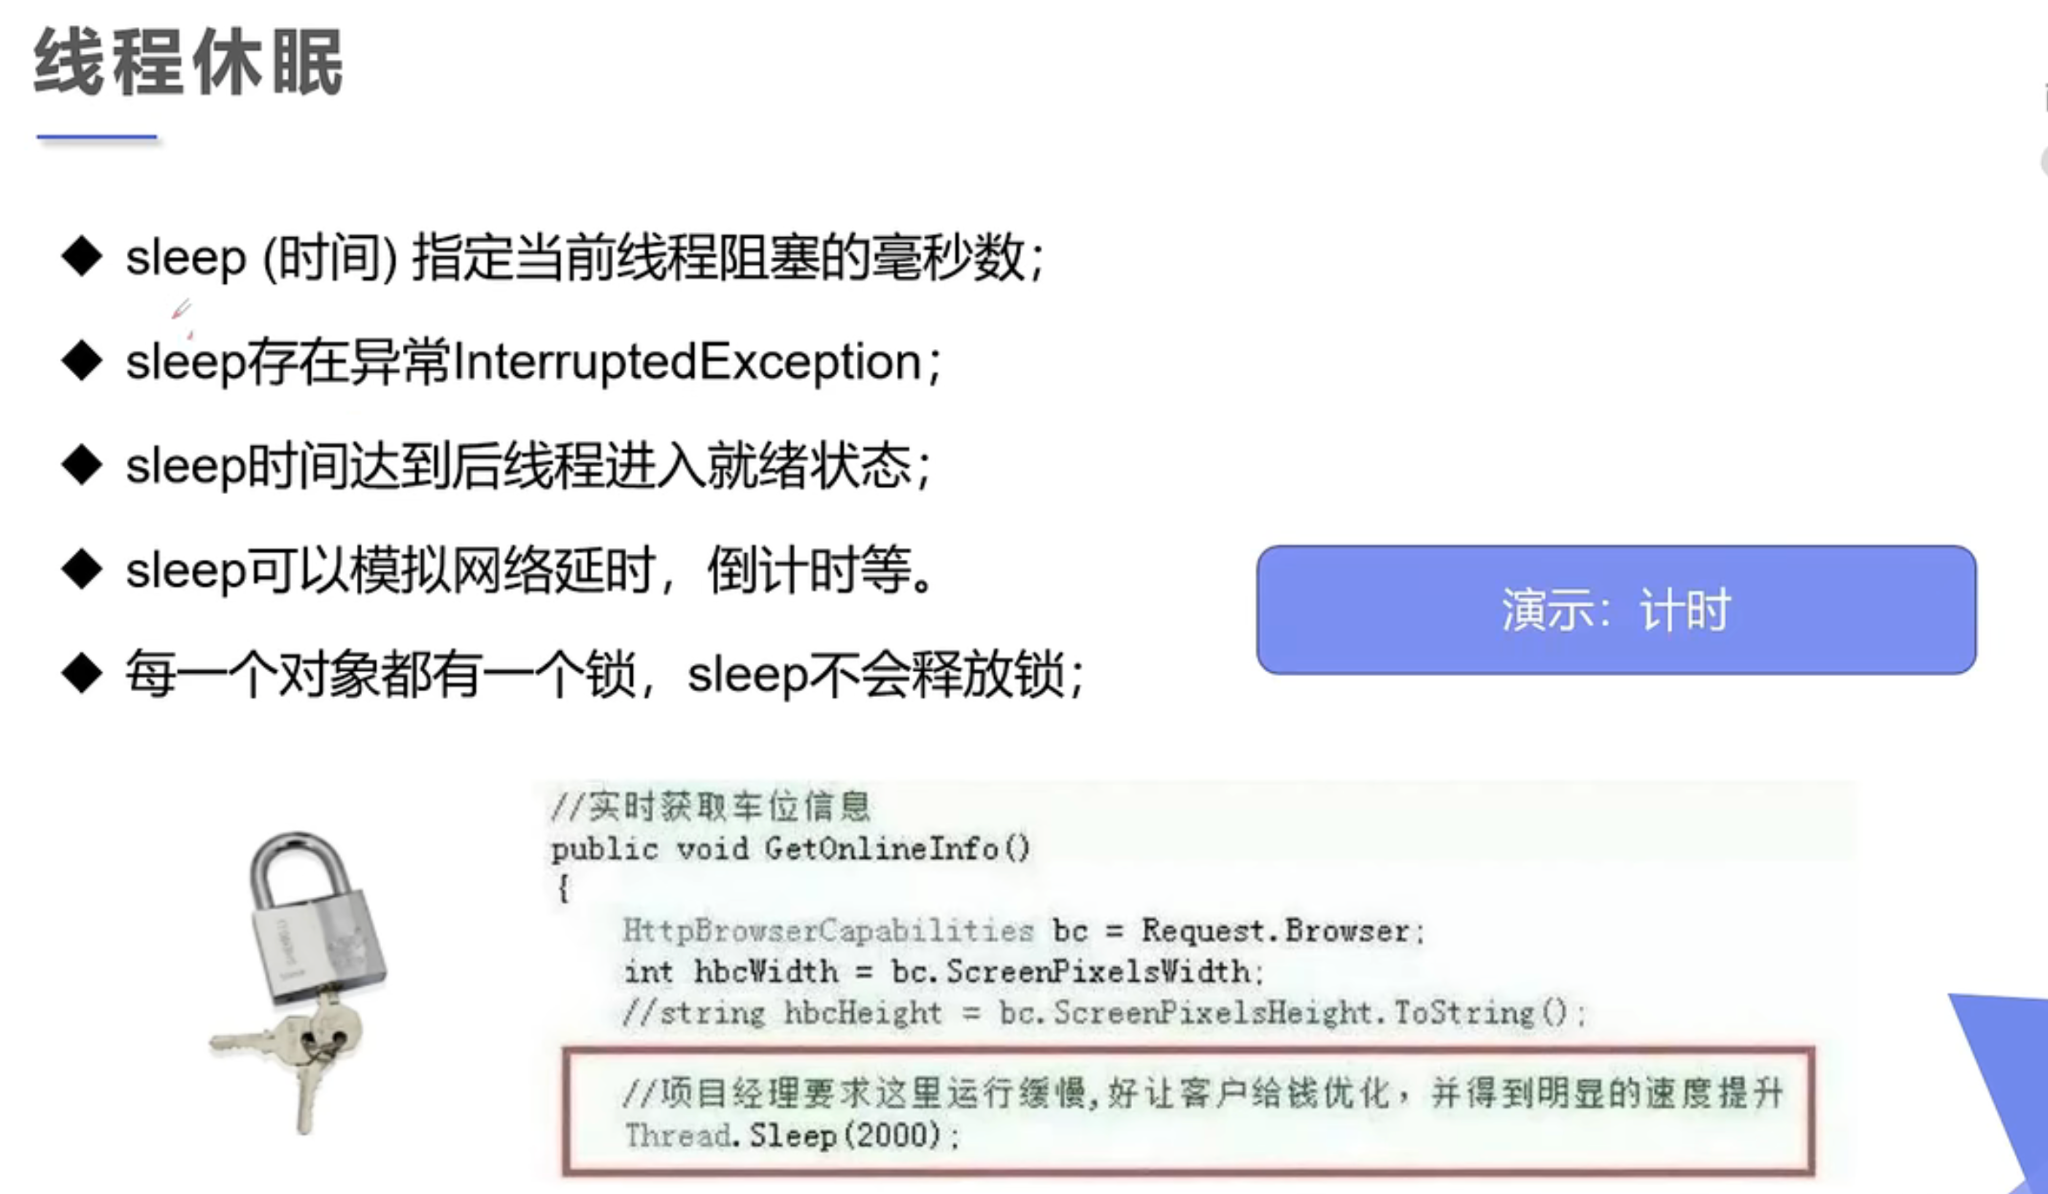 线程休眠
sleep (时间) 指定当前线程阻塞的毫秒数；
sleep存在异常InterruptedException；
sleep时间达到后线程进入就绪状态；
sleep可以模拟网络延时，倒计时等。
每一个对象都有一个锁，sleep不会释放锁；
演示：计时
//实时获取车位信息
public void GetOnlineInfo()
{
HttpBrowserCapabilities bc = Request.Browser;
int hbcWidth = bc.ScreenPixelsWidth;
//string hbcHeight = bc.ScreenPixelsHeight.ToString();
//项目经理要求这里运行缓慢,好让客户给钱优化，并得到明显的速度提升
Thread.Sleep(2000);